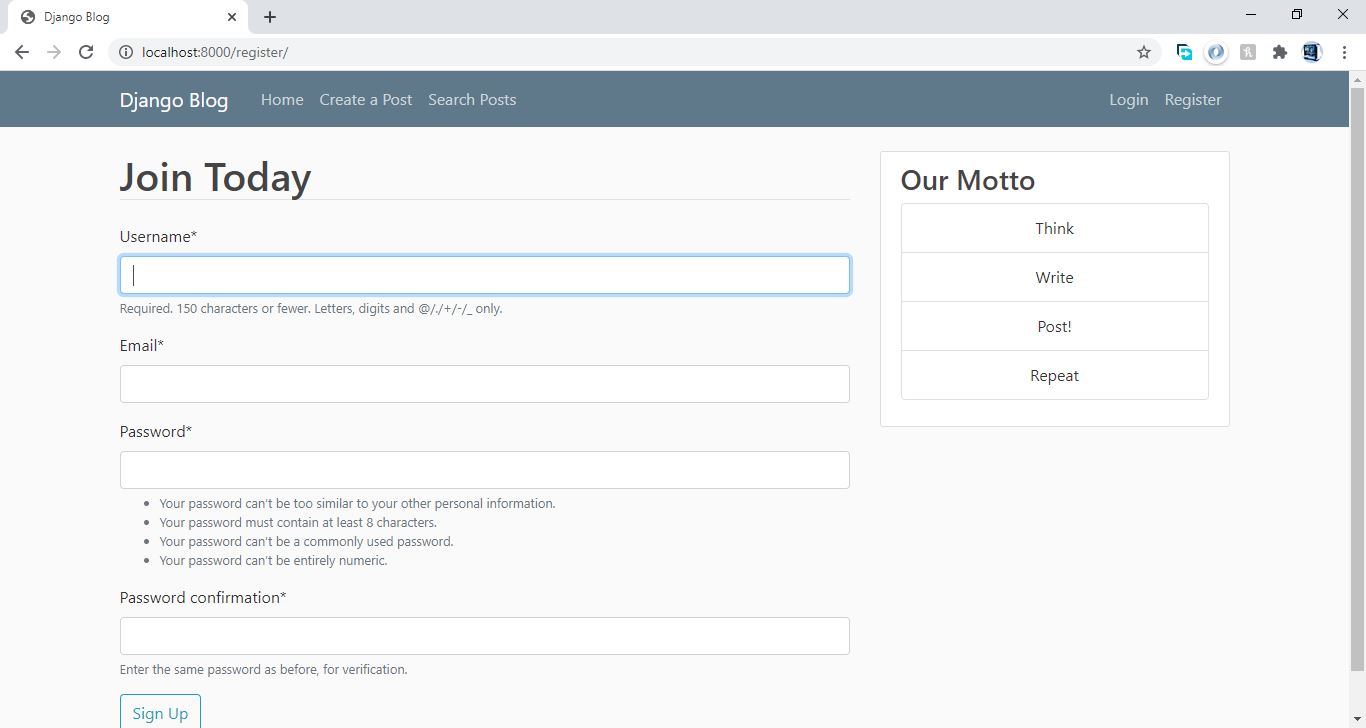 Django Blog
localhost:8000/register/
Django Blog Home Create a Post Search Posts Login Register
Join Today
Username*
Required. 150 characters or fewer. Letters, digits and @/./+/-/_ only.
Email*
Password*
• Your password can't be too similar to your other personal information.
• Your password must contain at least 8 characters.
• Your password can't be a commonly used password.
• Your password can't be entirely numeric.
Password confirmation*
Enter the same password as before, for verification.
Sign Up
Our Motto
Think
Write
Post!
Repeat